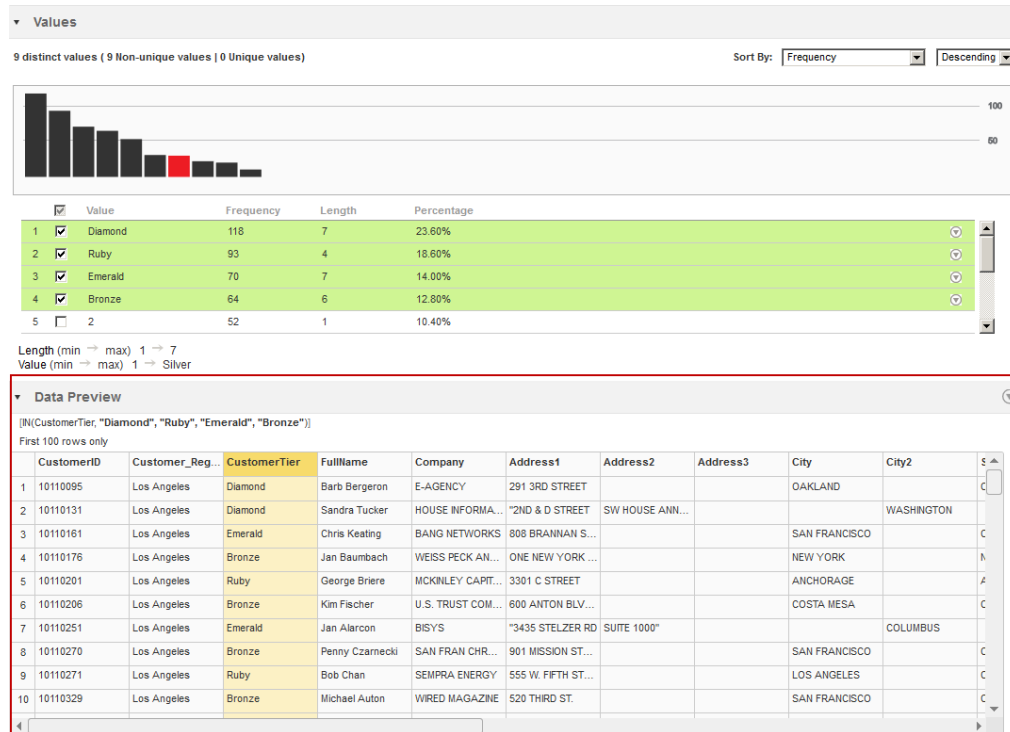 Values
9 distinct values ( 9 Non-unique values | 0 Unique values) Sort By: Frequency Descending
100
50
Value Frequency Length Percentage
1 Diamond 118 7 23.60%
2 Ruby 93 4 18.60%
3 Emerald 70 7 14.00%
4 Bronze 64 6 12.80%
5 2 52 1 10.40%
Length (min → max) 1 → 7
Value (min → max) 1 → Silver
Data Preview
[IN(CustomerTier, "Diamond", "Ruby", "Emerald", "Bronze")]
First 100 rows only
CustomerID Customer_Reg... CustomerTier FullName Company Address1 Address2 Address3 City City2
1 10110095 Los Angeles Diamond Barb Bergeron E-AGENCY 291 3RD STREET OAKLAND
2 10110131 Los Angeles Diamond Sandra Tucker HOUSE INFORMA... "2ND & D STREET SW HOUSE ANN... WASHINGTON
3 10110161 Los Angeles Emerald Chris Keating BANG NETWORKS 808 BRANNAN S... SAN FRANCISCO
4 10110176 Los Angeles Bronze Jan Baumbach WEISS PECK AN... ONE NEW YORK ... NEW YORK
5 10110201 Los Angeles Ruby George Briere MCKINLEY CAPIT... 3301 C STREET ANCHORAGE
6 10110206 Los Angeles Bronze Kim Fischer U.S. TRUST COM... 600 ANTON BLV... COSTA MESA
7 10110251 Los Angeles Emerald Jan Alarcon BISYS "3435 STELZER RD SUITE 1000" COLUMBUS
8 10110270 Los Angeles Bronze Penny Czarnecki SAN FRAN CHR... 901 MISSION ST... SAN FRANCISCO
9 10110271 Los Angeles Ruby Bob Chan SEMPRA ENERGY 555 W. FIFTH ST... LOS ANGELES
10 10110329 Los Angeles Bronze Michael Auton WIRED MAGAZINE 520 THIRD ST. SAN FRANCISCO